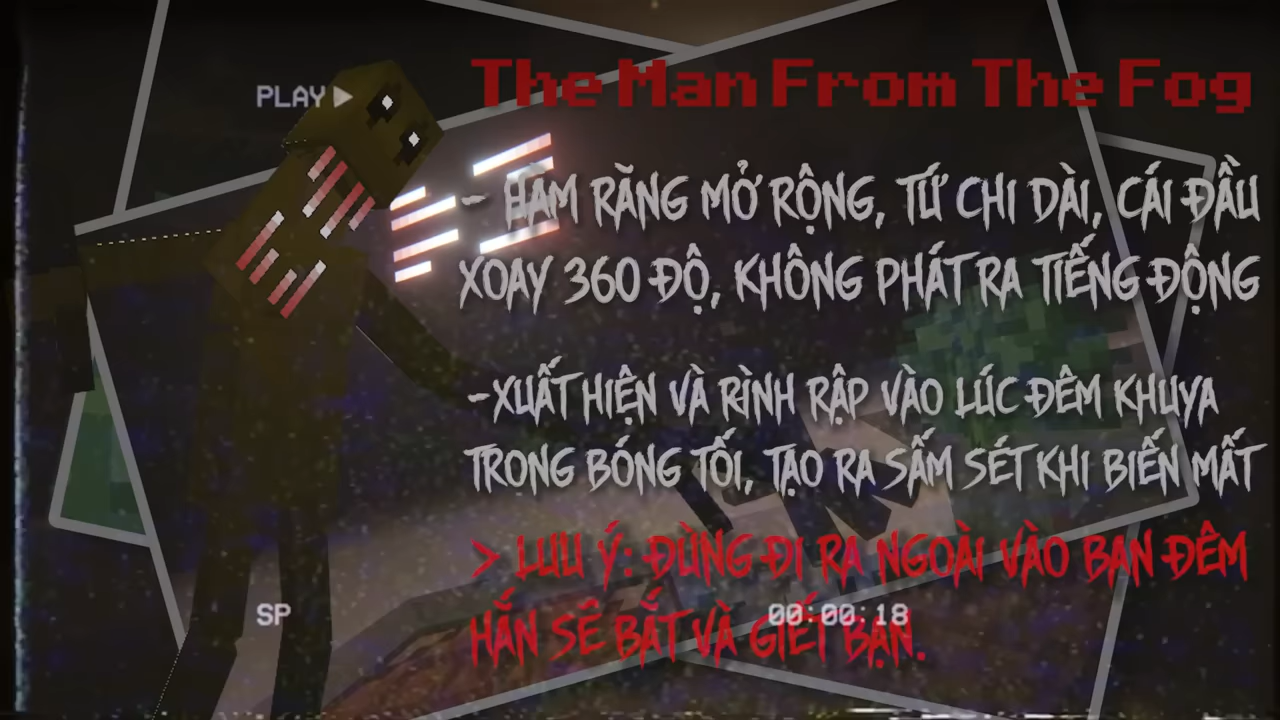 The Man From The Fog
PLAY
- HÀM RĂNG MỞ RỘNG, TỨ CHI DÀI, CÁI ĐẦU
XOAY 360 ĐỘ, KHÔNG PHÁT RA TIẾNG ĐỘNG
-XUẤT HIỆN VÀ RÌNH RẬP VÀO LÚC ĐÊM KHUYA
TRONG BÓNG TỐI, TẠO RA SẤM SÉT KHI BIẾN MẤT
> LƯU Ý: ĐỪNG ĐI RA NGOÀI VÀO BAN ĐÊM
HẮN SẼ BẮT VÀ GIẾT BẠN.
SP
00:00:18